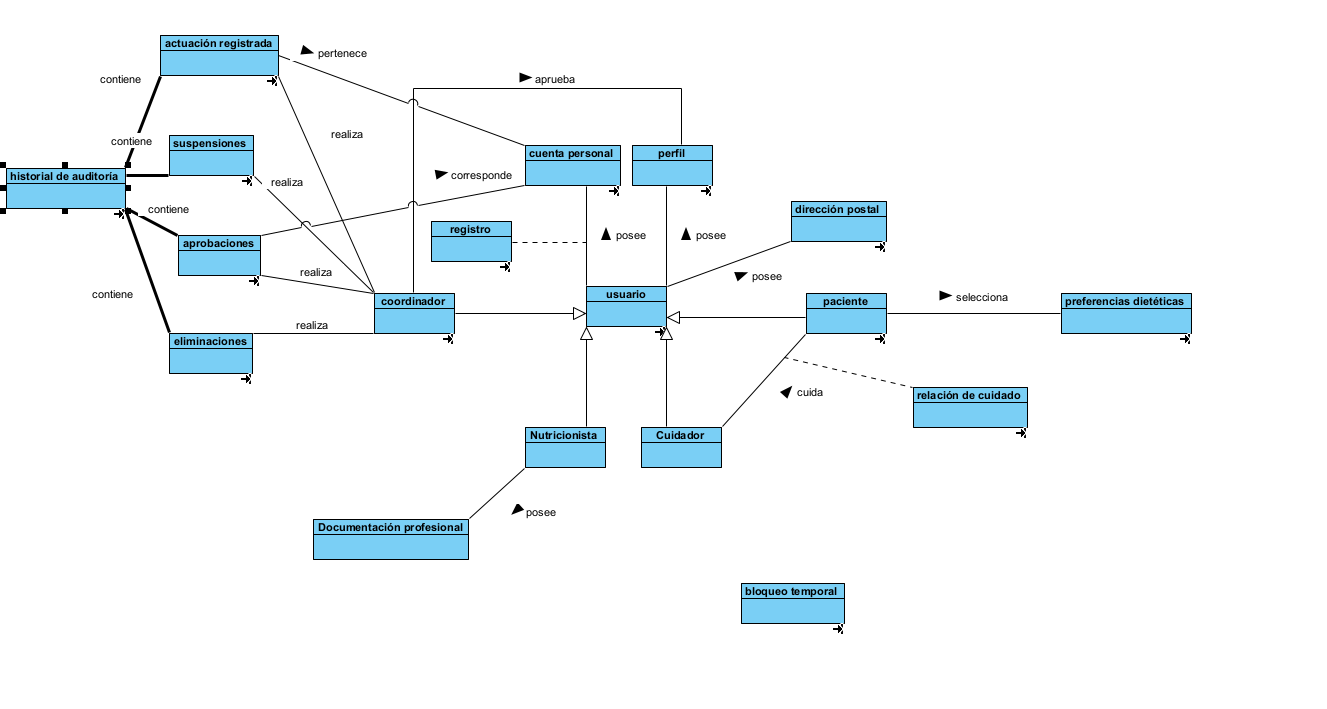 actuación registrada
pertenece
contiene
aprueba
realiza
contiene
suspensiones
cuenta personal
perfil
historial de auditoría
realiza
corresponde
contiene
dirección postal
registro
posee
posee
aprobaciones
realiza
posee
contiene
usuario
coordinador
paciente
selecciona
preferencias dietéticas
realiza
eliminaciones
cuida
relación de cuidado
Nutricionista
Cuidador
posee
Documentación profesional
bloqueo temporal